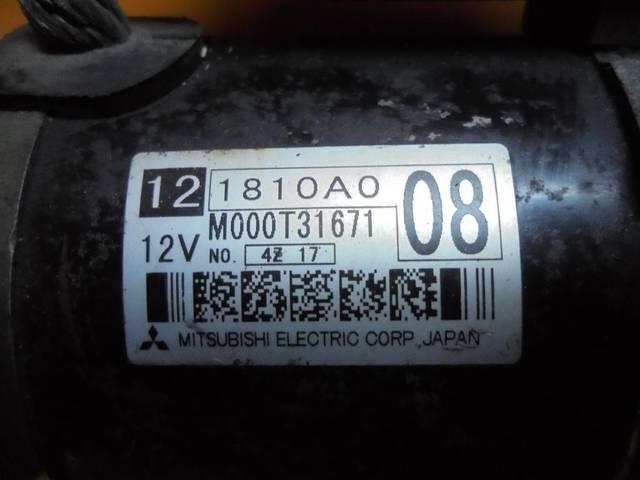 12 1810A0 08
12V M000T31671
NO. 4Z 17
MITSUBISHI ELECTRIC CORP. JAPAN